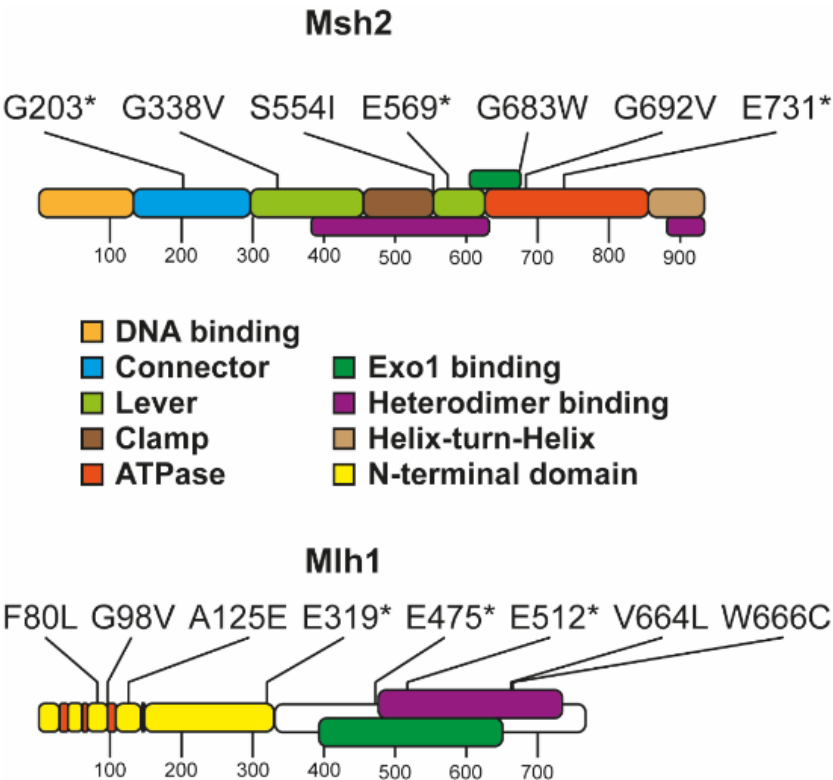 Msh2
G203* G338V S554I E569* G683W G692V E731*
100 200 300 400 500 600 700 800 900
DNA binding
Connector Exo1 binding
Lever Heterodimer binding
Clamp Helix-turn-Helix
ATPase N-terminal domain
Mlh1
F80L G98V A125E E319* E475* E512* V664L W666C
100 200 300 400 500 600 700